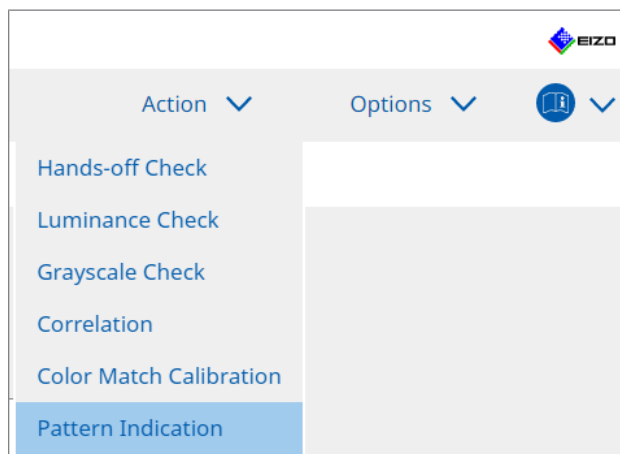 EIZO
Action
Options
Hands-off Check
Luminance Check
Grayscale Check
Correlation
Color Match Calibration
Pattern Indication